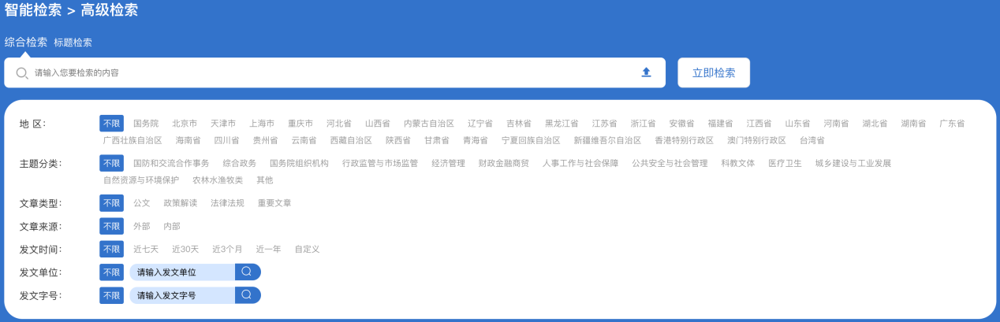 智能检索 > 高级检索
综合检索 标题检索
请输入您要检索的内容 立即检索
地 区： 不限 国务院 北京市 天津市 上海市 重庆市 河北省 山西省 内蒙古自治区 辽宁省 吉林省 黑龙江省 江苏省 浙江省 安徽省 福建省 江西省 山东省 河南省 湖北省 湖南省 广东省
广西壮族自治区 海南省 四川省 贵州省 云南省 西藏自治区 陕西省 甘肃省 青海省 宁夏回族自治区 新疆维吾尔自治区 香港特别行政区 澳门特别行政区 台湾省
主题分类： 不限 国防和交流合作事务 综合政务 国务院组织机构 行政监管与市场监管 经济管理 财政金融商贸 人事工作与社会保障 公共安全与社会管理 科教文体 医疗卫生 城乡建设与工业发展
自然资源与环境保护 农林水渔牧类 其他
文章类型： 不限 公文 政策解读 法律法规 重要文章
文章来源： 不限 外部 内部
发文时间： 不限 近七天 近30天 近3个月 近一年 自定义
发文单位： 不限 请输入发文单位
发文字号： 不限 请输入发文字号